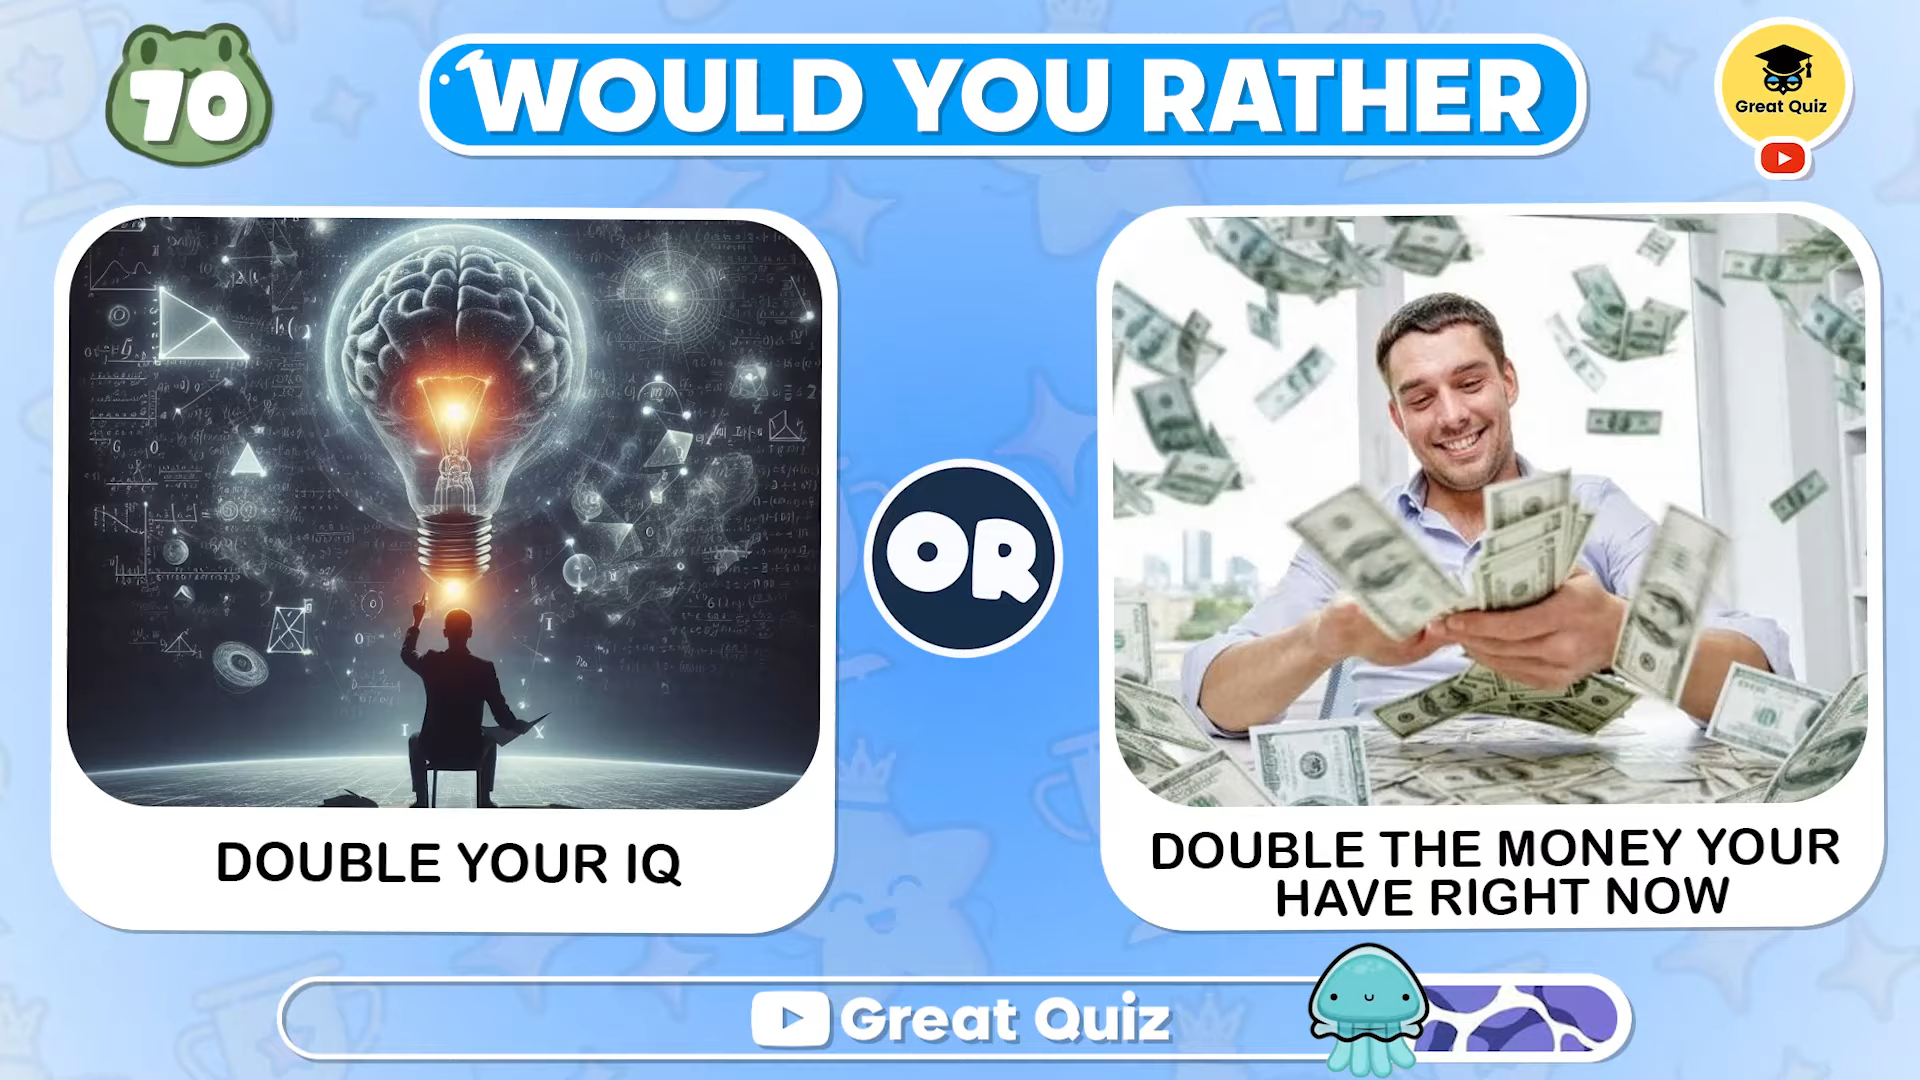 70
WOULD YOU RATHER
Great Quiz
OR
DOUBLE YOUR IQ
DOUBLE THE MONEY YOUR
HAVE RIGHT NOW
Great Quiz